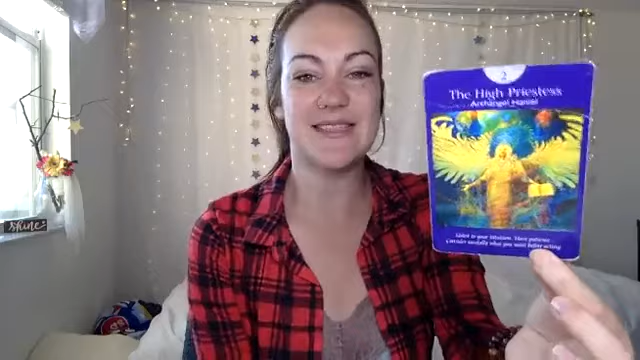 shine
2
The High Priestess
Archangel Haniel
Listen to your intuition. Have patience.
Consider carefully what you want before acting.